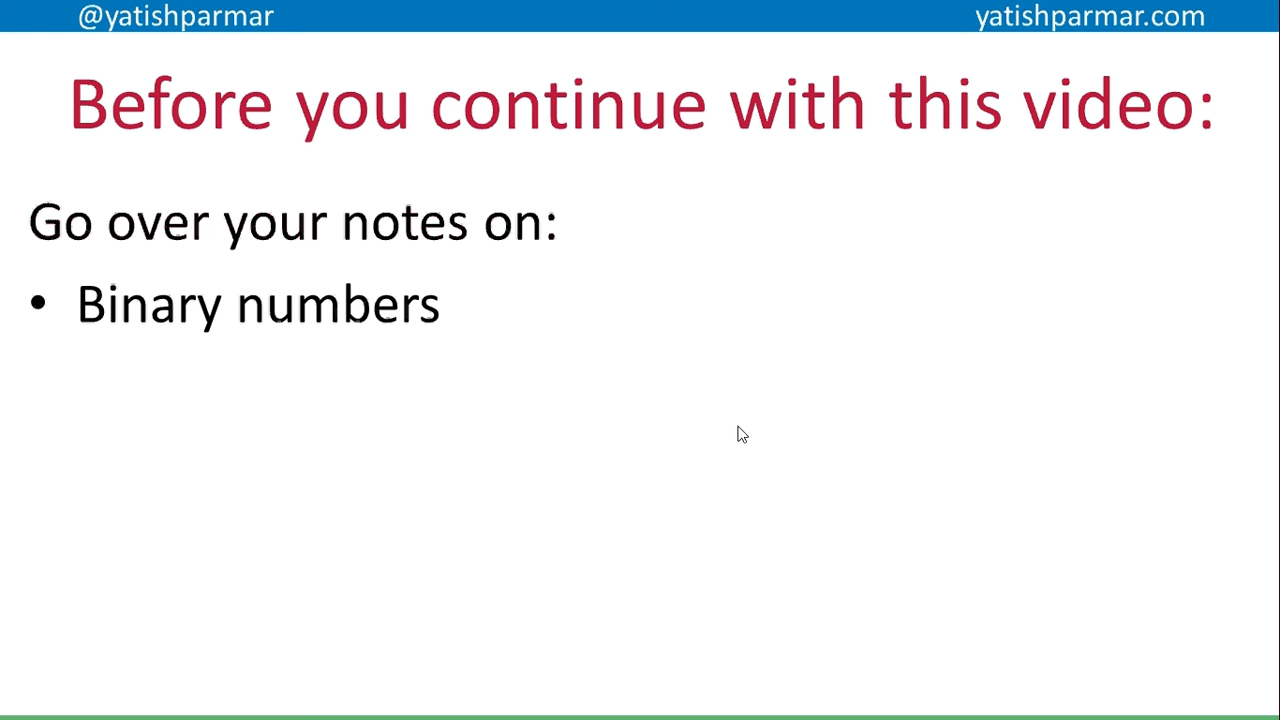 @yatishparmar
yatishparmar.com
Before you continue with this video:
Go over your notes on:
• Binary numbers